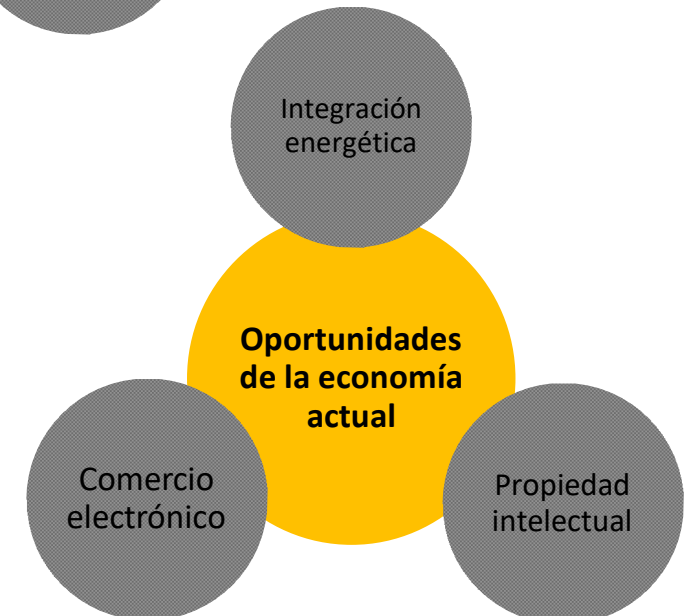 Integración
energética
Oportunidades
de la economía
actual
Comercio
electrónico
Propiedad
intelectual